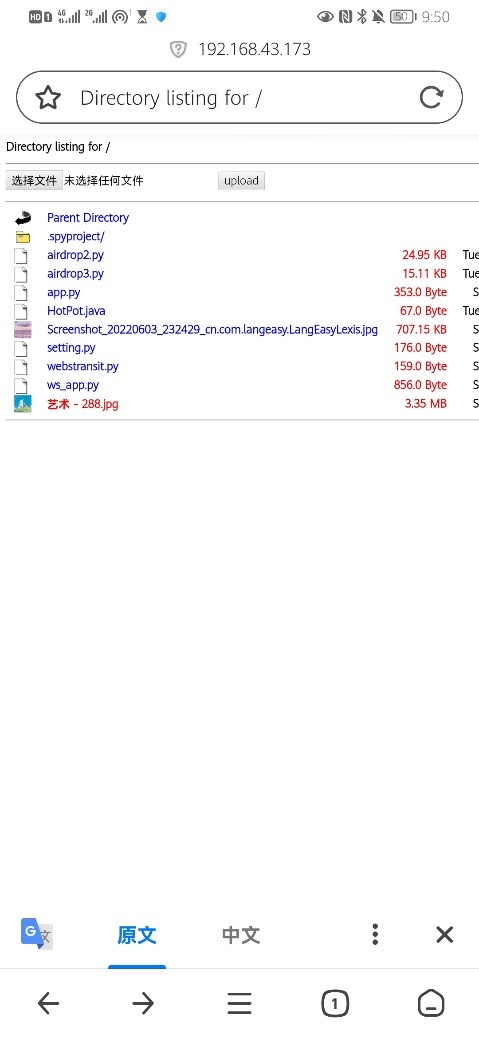 HD 1 4G 2G 50 9:50
192.168.43.173
Directory listing for /
Directory listing for /
选择文件 未选择任何文件 upload
Parent Directory
.spyproject/
airdrop2.py 24.95 KB Tue
airdrop3.py 15.11 KB Tue
app.py 353.0 Byte S
HotPot.java 67.0 Byte Tue
Screenshot_20220603_232429_cn.com.langeasy.LangEasyLexis.jpg 707.15 KB S
setting.py 176.0 Byte S
webstransit.py 159.0 Byte S
ws_app.py 856.0 Byte S
艺术 - 288.jpg 3.35 MB S
G 文 原文 中文
1